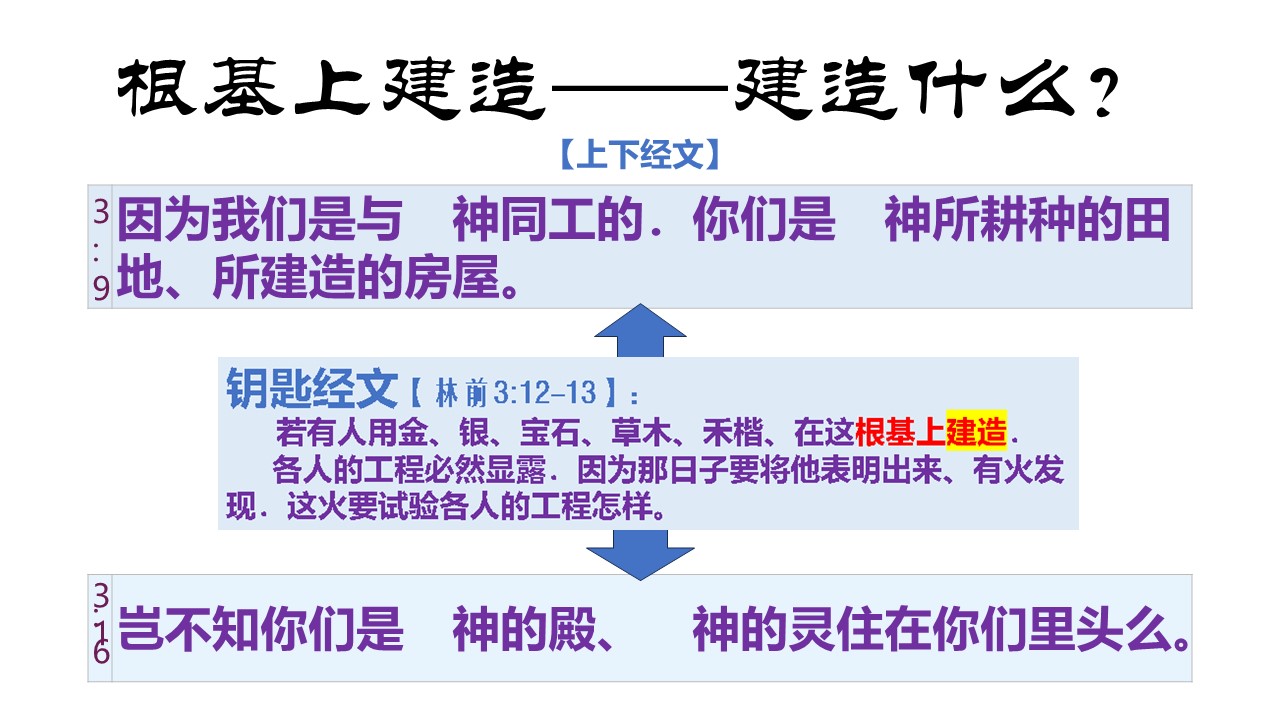 根基上建造——建造什么?
【上下经文】
3:9 因为我们是与　神同工的．你们是　神所耕种的田
地、所建造的房屋。
钥匙经文【林前3:12-13】：
若有人用金、银、宝石、草木、禾楷、在这根基上建造．
各人的工程必然显露．因为那日子要将他表明出来、有火发
现．这火要试验各人的工程怎样。
3:16 岂不知你们是　神的殿、　神的灵住在你们里头么。